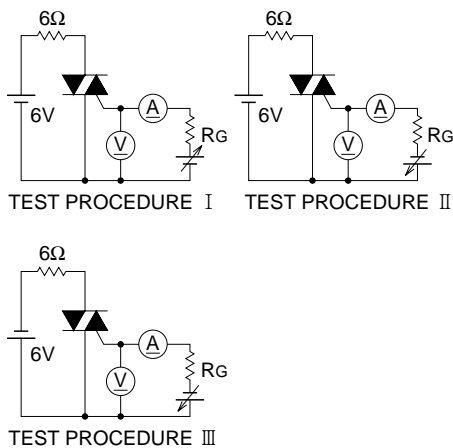 6Ω
6V
A
V
RG
TEST PROCEDURE Ⅰ
6Ω
6V
A
V
RG
TEST PROCEDURE Ⅱ
6Ω
6V
A
V
RG
TEST PROCEDURE Ⅲ